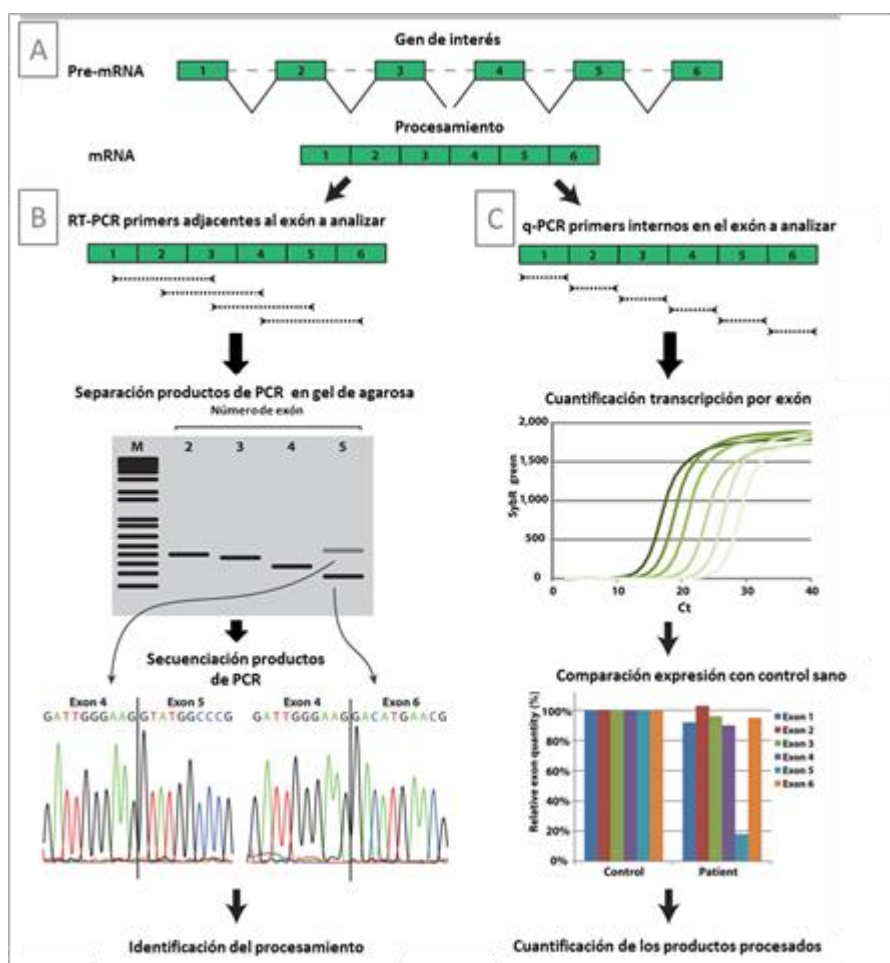 A
Gen de interés
Pre-mRNA
1 2 3 4 5 6
Procesamiento
mRNA
1 2 3 4 5 6
B
RT-PCR primers adjacentes al exón a analizar
1 2 3 4 5 6
Separación productos de PCR en gel de agarosa
Número de exón
M 2 3 4 5
Secuenciación productos
de PCR
Exon 4 Exon 5
GATTGGGAAG GTATGGCCCG
Exon 4 Exon 6
GATTGGGAAG GACATGAACG
Identificación del procesamiento
C
q-PCR primers internos en el exón a analizar
1 2 3 4 5 6
Cuantificación transcripción por exón
2,000
1,500
1,000
500
0
SybR green
0 10 20 30 40
Ct
Comparación expresión con control sano
100%
80%
60%
40%
20%
0%
Relative exon quantity (%)
Control Patient
Exon 1
Exon 2
Exon 3
Exon 4
Exon 5
Exon 6
Cuantificación de los productos procesados